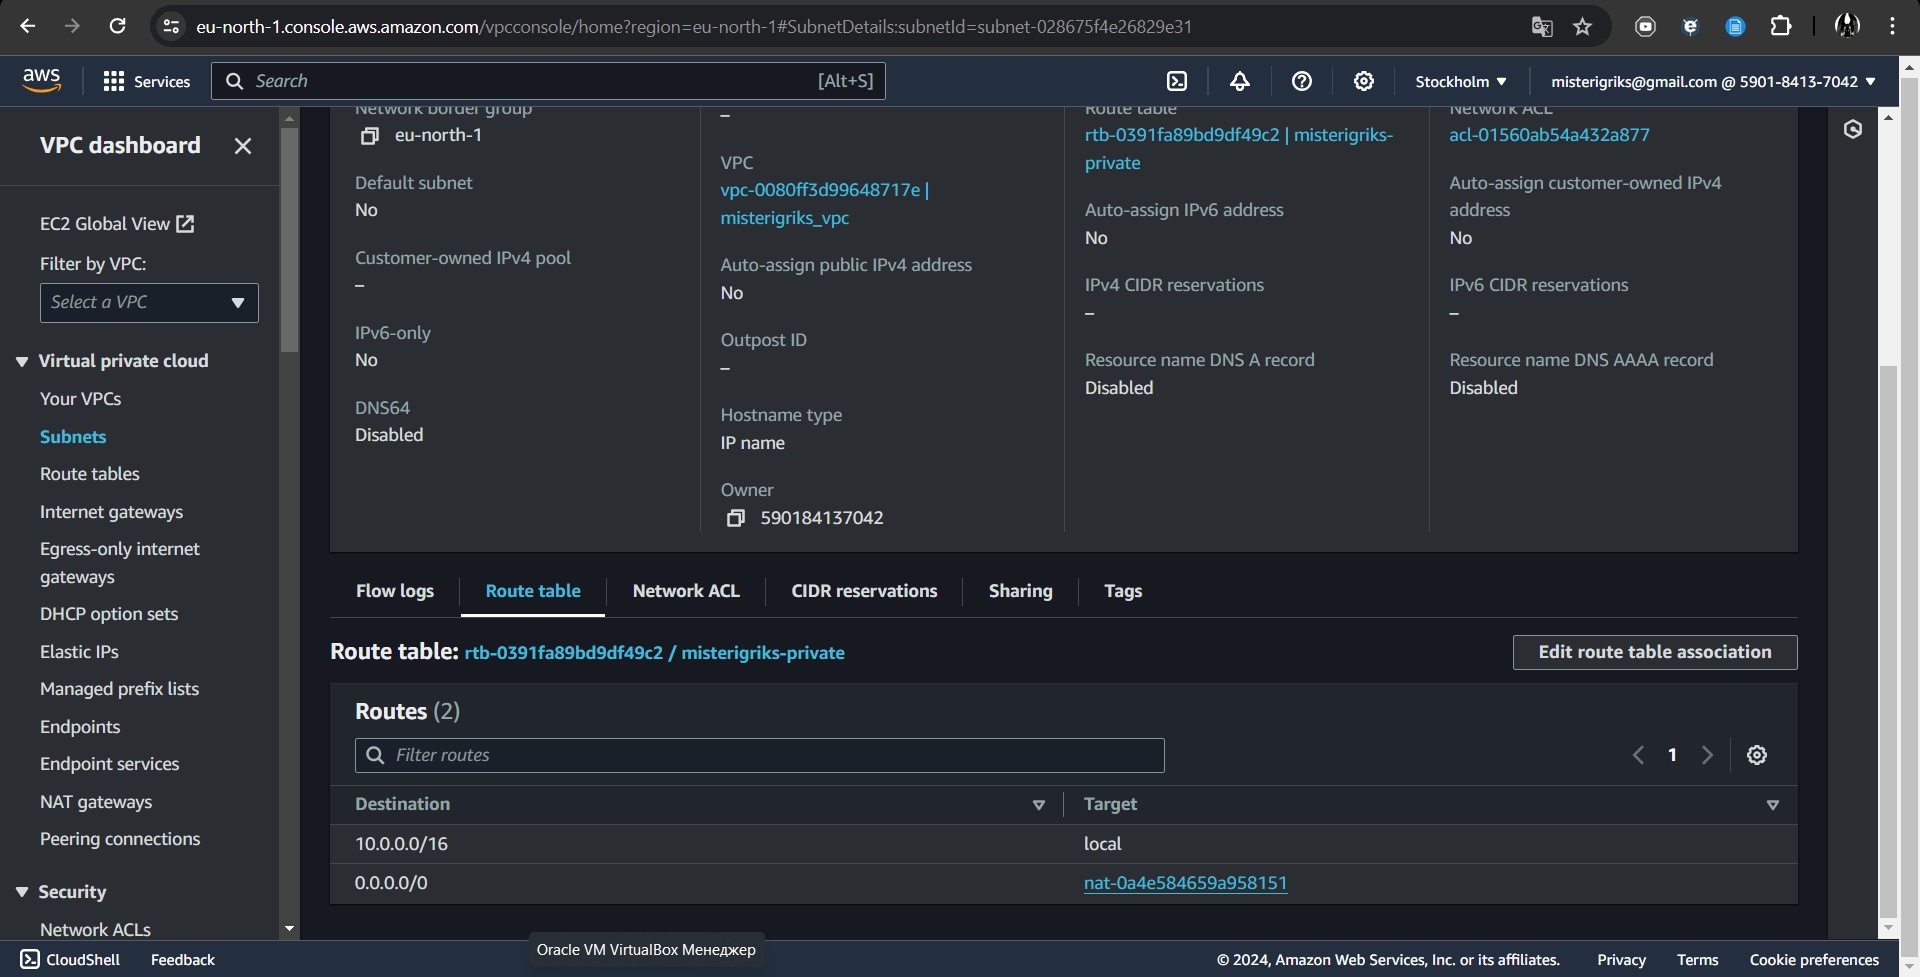 eu-north-1.console.aws.amazon.com/vpcconsole/home?region=eu-north-1#SubnetDetails:subnetId=subnet-028675f4e26829e31
aws
Services
Search
[Alt+S]
Stockholm
misterigriks@gmail.com @ 5901-8413-7042
VPC dashboard
EC2 Global View
Filter by VPC:
Select a VPC
Virtual private cloud
Your VPCs
Subnets
Route tables
Internet gateways
Egress-only internet
gateways
DHCP option sets
Elastic IPs
Managed prefix lists
Endpoints
Endpoint services
NAT gateways
Peering connections
Security
Network ACLs
Network border group
eu-north-1
Default subnet
No
Customer-owned IPv4 pool
–
IPv6-only
No
DNS64
Disabled
–
VPC
vpc-0080ff3d99648717e |
misterigriks_vpc
Auto-assign public IPv4 address
No
Outpost ID
–
Hostname type
IP name
Owner
590184137042
Route table
rtb-0391fa89bd9df49c2 | misterigriks-
private
Auto-assign IPv6 address
No
IPv4 CIDR reservations
–
Resource name DNS A record
Disabled
Network ACL
acl-01560ab54a432a877
Auto-assign customer-owned IPv4
address
No
IPv6 CIDR reservations
–
Resource name DNS AAAA record
Disabled
Flow logs
Route table
Network ACL
CIDR reservations
Sharing
Tags
Route table: rtb-0391fa89bd9df49c2 / misterigriks-private
Edit route table association
Routes (2)
Filter routes
1
Destination
Target
10.0.0.0/16
local
0.0.0.0/0
nat-0a4e584659a958151
CloudShell
Feedback
Oracle VM VirtualBox Менеджер
© 2024, Amazon Web Services, Inc. or its affiliates.
Privacy
Terms
Cookie preferences